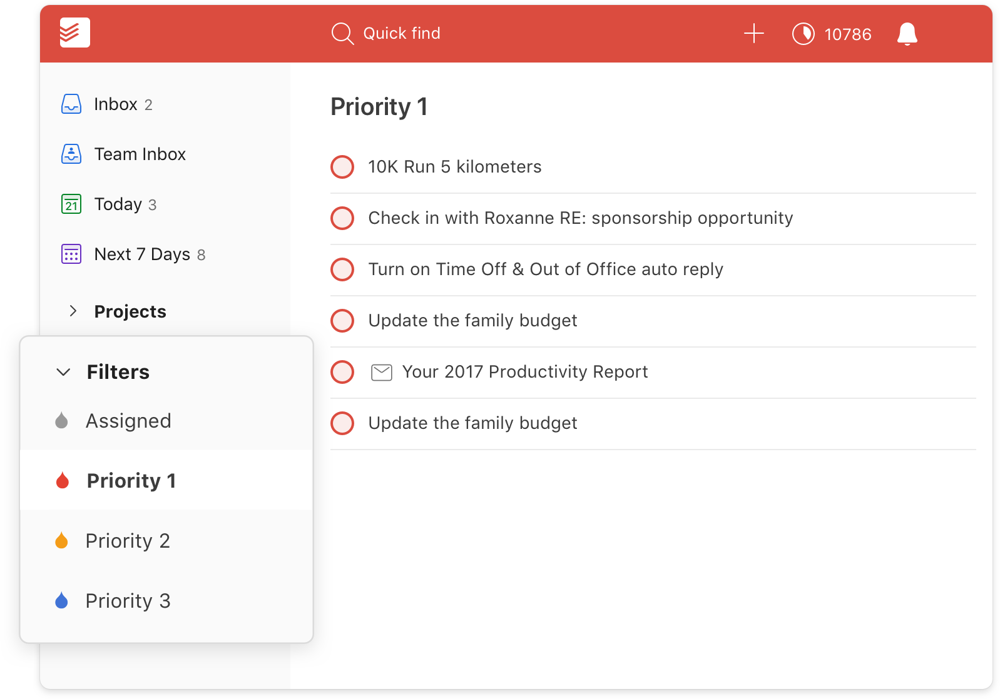 Quick find
10786
Inbox 2
Team Inbox
21
Today 3
Next 7 Days 8
Projects
Filters
Assigned
Priority 1
Priority 2
Priority 3
Priority 1
10K Run 5 kilometers
Check in with Roxanne RE: sponsorship opportunity
Turn on Time Off & Out of Office auto reply
Update the family budget
Your 2017 Productivity Report
Update the family budget